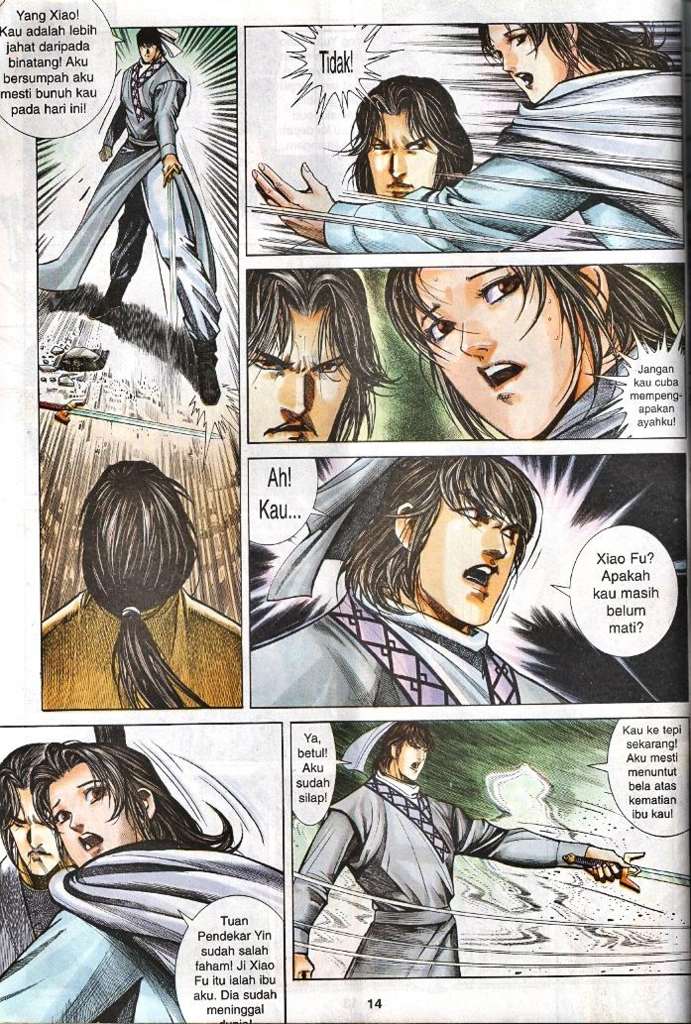 Yang Xiao!
Kau adalah lebih
jahat daripada
binatang! Aku
bersumpah aku
mesti bunuh kau
pada hari ini!
Tidak!
Jangan
kau cuba
mempeng-
apakan
ayahku!
Ah!
Kau...
Xiao Fu?
Apakah
kau masih
belum
mati?
Tuan
Pendekar Yin
sudah salah
faham! Ji Xiao
Fu itu ialah ibu
aku. Dia sudah
meninggal
dunia!
Ya,
betul!
Aku
sudah
silap!
Kau ke tepi
sekarang!
Aku mesti
menuntut
bela atas
kematian
ibu kau!
14